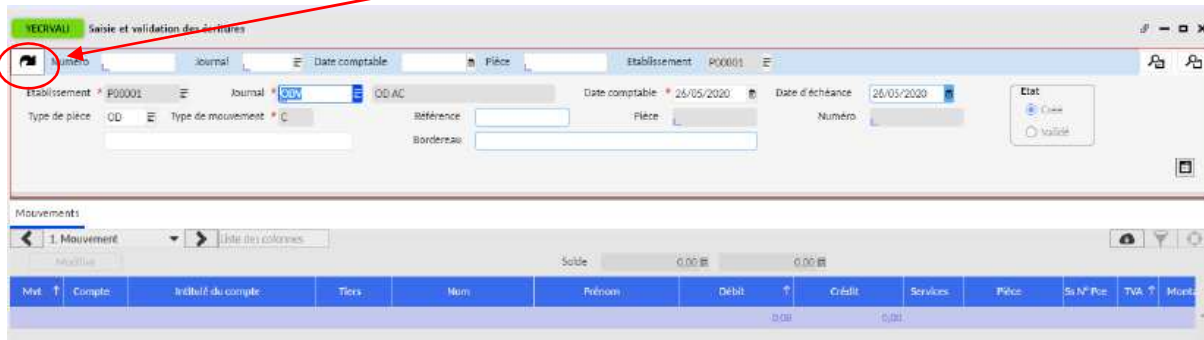 YECRVALI Saisie et validation des écritures
Numéro Journal Date comptable Pièce Etablissement P00001
Etablissement * P00001 Journal * ODV OD AC Date comptable * 26/05/2020 Date d'échéance 26/05/2020 Etat
Créé
Type de pièce OD Type de mouvement * C Référence Pièce Numéro
Validé
Bordereau
Mouvements
1. Mouvement Liste des colonnes
Modifier Solde 0,00 0,00
Mvt Compte Intitulé du compte Tiers Nom Prénom Débit Crédit Services Pièce Ss N° Pce TVA Monta
0,00 0,00